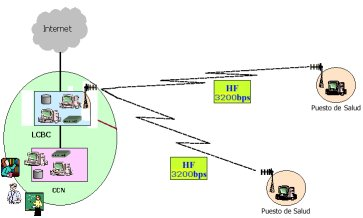 Internet
HF
3200bps
Puesto de Salud
LCBC
HF
3200bps
CCN
Puesto de Salud